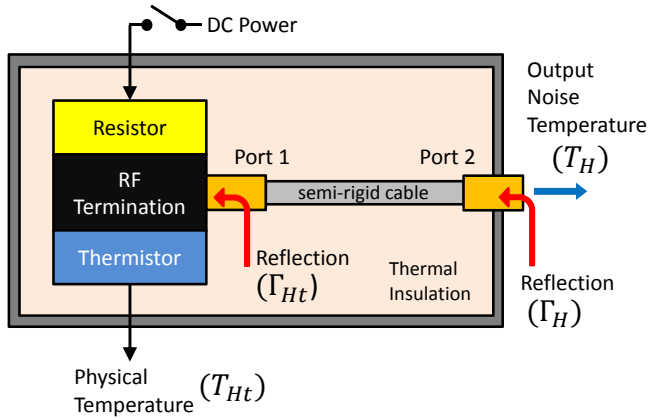 DC Power
Output
Noise
Temperature
(T_H)
Resistor
Port 1
Port 2
RF
Termination
semi-rigid cable
Thermistor
Reflection
(Γ_Ht)
Thermal
Insulation
Reflection
(Γ_H)
Physical
Temperature (T_Ht)